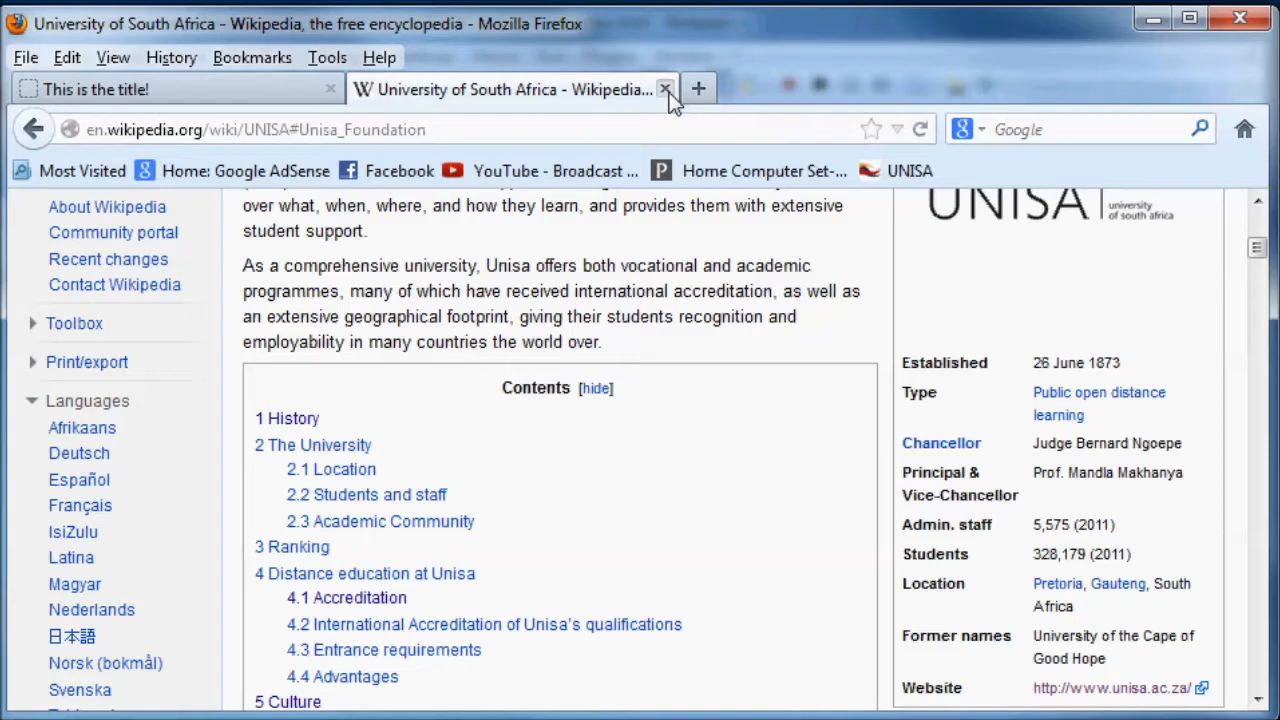 University of South Africa - Wikipedia, the free encyclopedia - Mozilla Firefox
File Edit View History Bookmarks Tools Help
This is the title!
W University of South Africa - Wikipedia...
en.wikipedia.org/wiki/UNISA#Unisa_Foundation
Google
Most Visited
Home: Google AdSense
Facebook
YouTube - Broadcast ...
Home Computer Set-...
UNISA
About Wikipedia
Community portal
Recent changes
Contact Wikipedia
Toolbox
Print/export
Languages
Afrikaans
Deutsch
Español
Français
IsiZulu
Latina
Magyar
Nederlands
日本語
Norsk (bokmål)
Svenska
over what, when, where, and how they learn, and provides them with extensive
student support.
As a comprehensive university, Unisa offers both vocational and academic
programmes, many of which have received international accreditation, as well as
an extensive geographical footprint, giving their students recognition and
employability in many countries the world over.
Contents [hide]
1 History
2 The University
2.1 Location
2.2 Students and staff
2.3 Academic Community
3 Ranking
4 Distance education at Unisa
4.1 Accreditation
4.2 International Accreditation of Unisa's qualifications
4.3 Entrance requirements
4.4 Advantages
5 Culture
UNISA
university
of south africa
Established 26 June 1873
Type Public open distance
learning
Chancellor Judge Bernard Ngoepe
Principal & Prof. Mandla Makhanya
Vice-Chancellor
Admin. staff 5,575 (2011)
Students 328,179 (2011)
Location Pretoria, Gauteng, South
Africa
Former names University of the Cape of
Good Hope
Website http://www.unisa.ac.za/